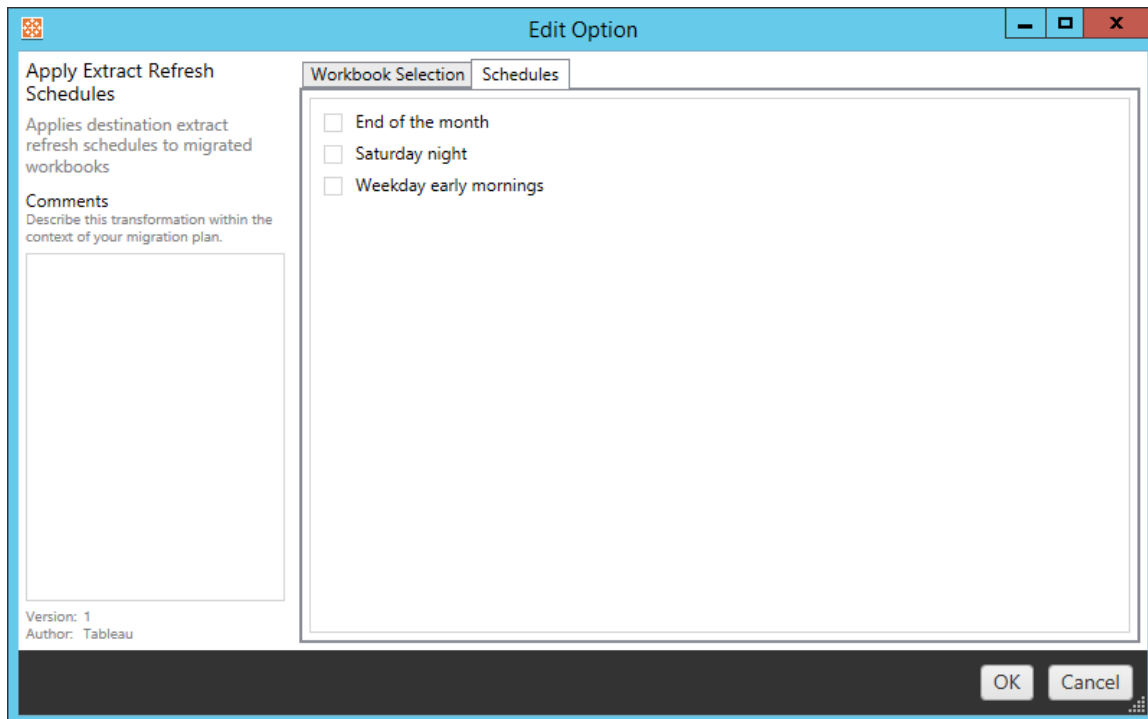 Edit Option
Apply Extract Refresh
Schedules
Applies destination extract
refresh schedules to migrated
workbooks
Comments
Describe this transformation within the
context of your migration plan.
Version: 1
Author: Tableau
Workbook Selection
Schedules
End of the month
Saturday night
Weekday early mornings
OK
Cancel